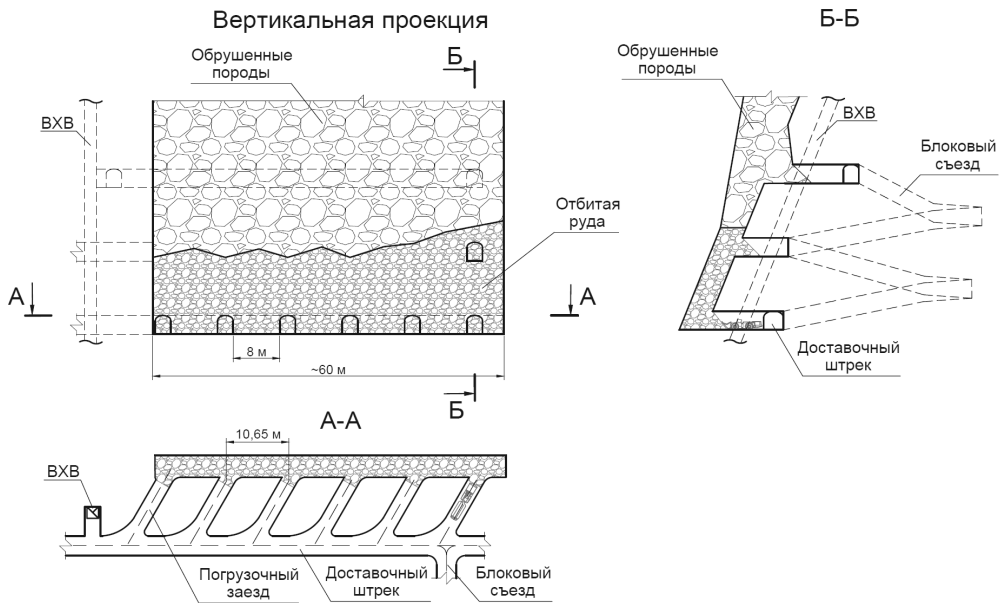 Вертикальная проекция
Б-Б
Б
Обрушенные
породы
Обрушенные
породы
ВХВ
ВХВ
Блоковый
съезд
Отбитая
руда
А
А
8 м
~60 м
Доставочный
штрек
Б
А-А
10,65 м
ВХВ
Погрузочный
заезд
Доставочный
штрек
Блоковый
съезд